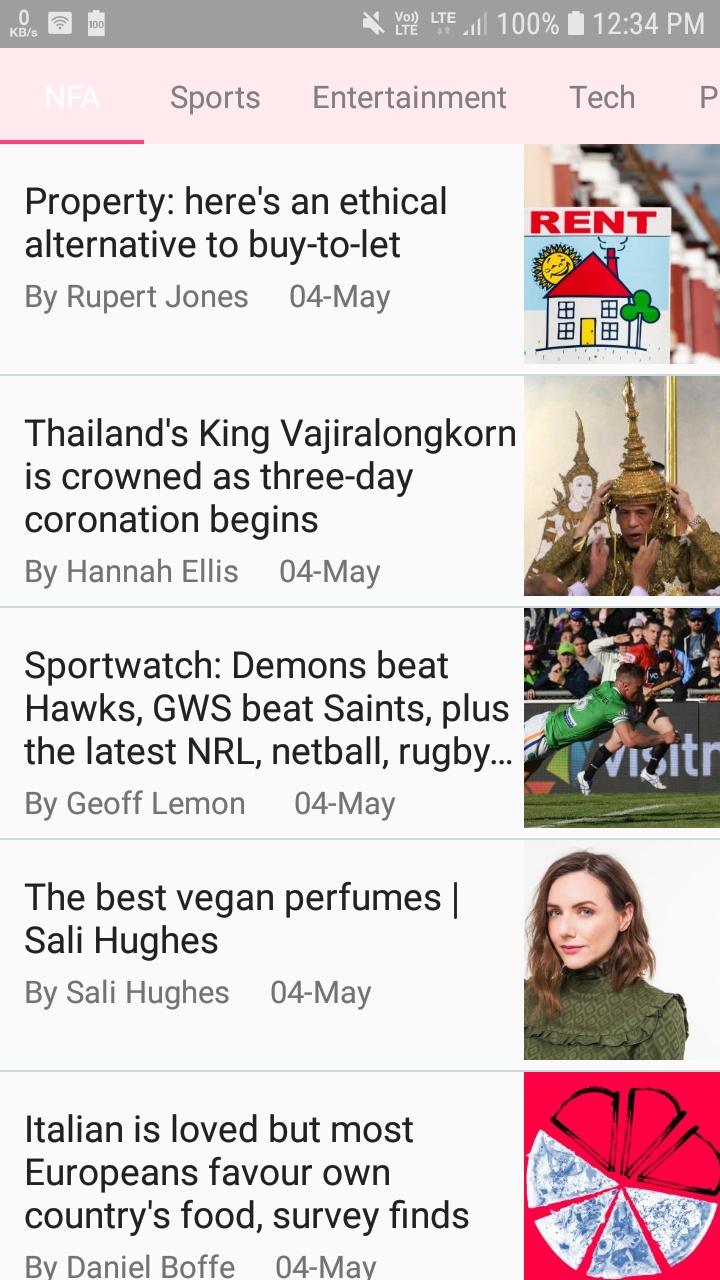 0
KB/s
100
Vo))
LTE
LTE
100%
12:34 PM
NFA
Sports
Entertainment
Tech
P
Property: here's an ethical
alternative to buy-to-let
By Rupert Jones 04-May
RENT
Thailand's King Vajiralongkorn
is crowned as three-day
coronation begins
By Hannah Ellis 04-May
Sportwatch: Demons beat
Hawks, GWS beat Saints, plus
the latest NRL, netball, rugby...
By Geoff Lemon 04-May
visitn
The best vegan perfumes |
Sali Hughes
By Sali Hughes 04-May
Italian is loved but most
Europeans favour own
country's food, survey finds
By Daniel Boffe 04-May